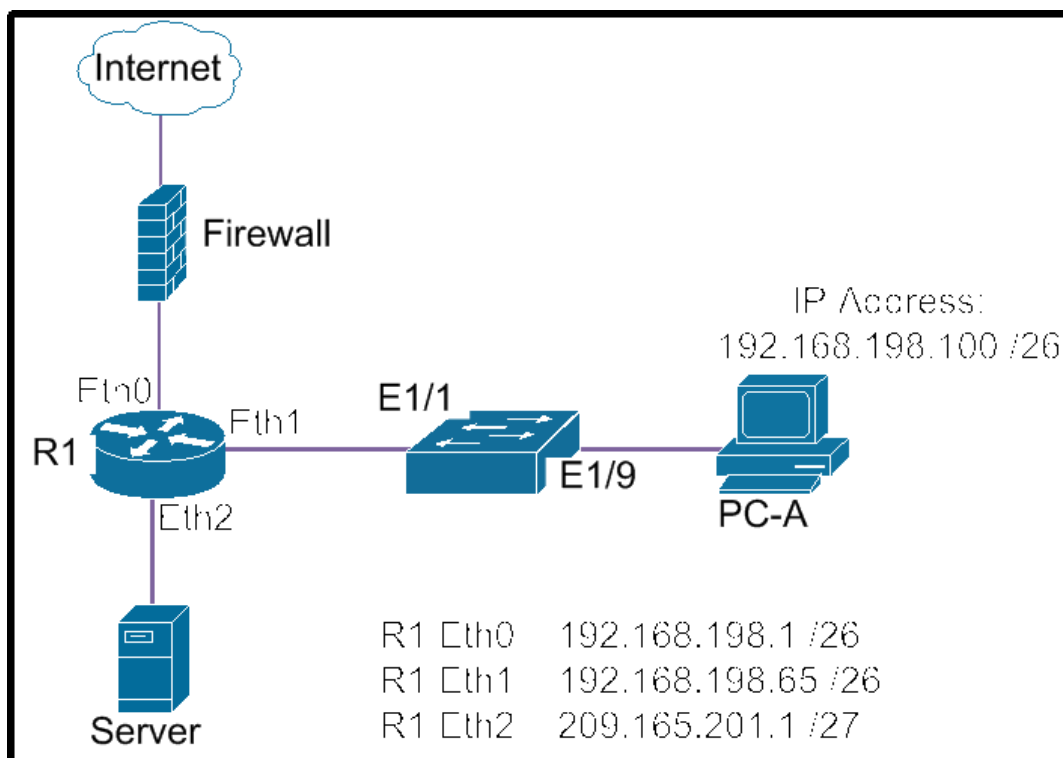 Internet
Firewall
IP Address:
192.168.198.100 /26
Eth0
Eth1
E1/1
R1
E1/9
PC-A
Eth2
R1 Eth0 192.168.198.1 /26
R1 Eth1 192.168.198.65 /26
R1 Eth2 209.165.201.1 /27
Server